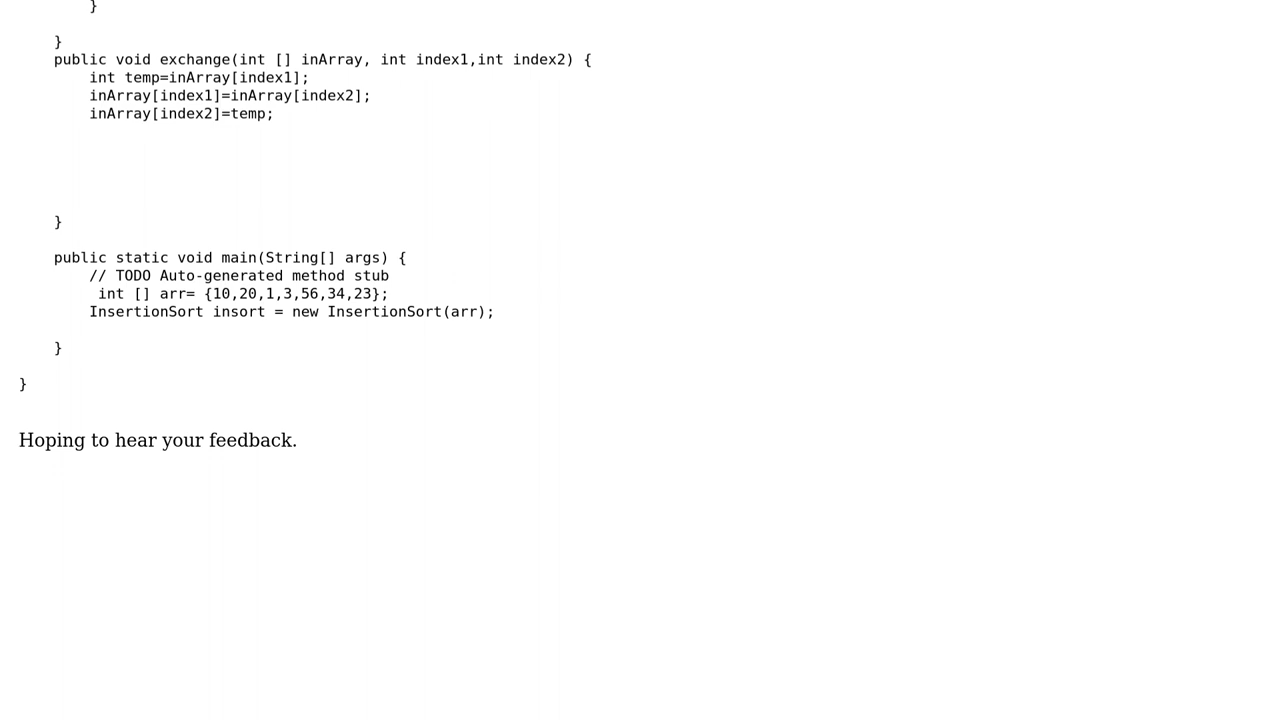 }
    }
    public void exchange(int [] inArray, int index1,int index2) {
        int temp=inArray[index1];
        inArray[index1]=inArray[index2];
        inArray[index2]=temp;
    }
    public static void main(String[] args) {
        // TODO Auto-generated method stub
         int [] arr= {10,20,1,3,56,34,23};
        InsertionSort insort = new InsertionSort(arr);
    }
}
Hoping to hear your feedback.